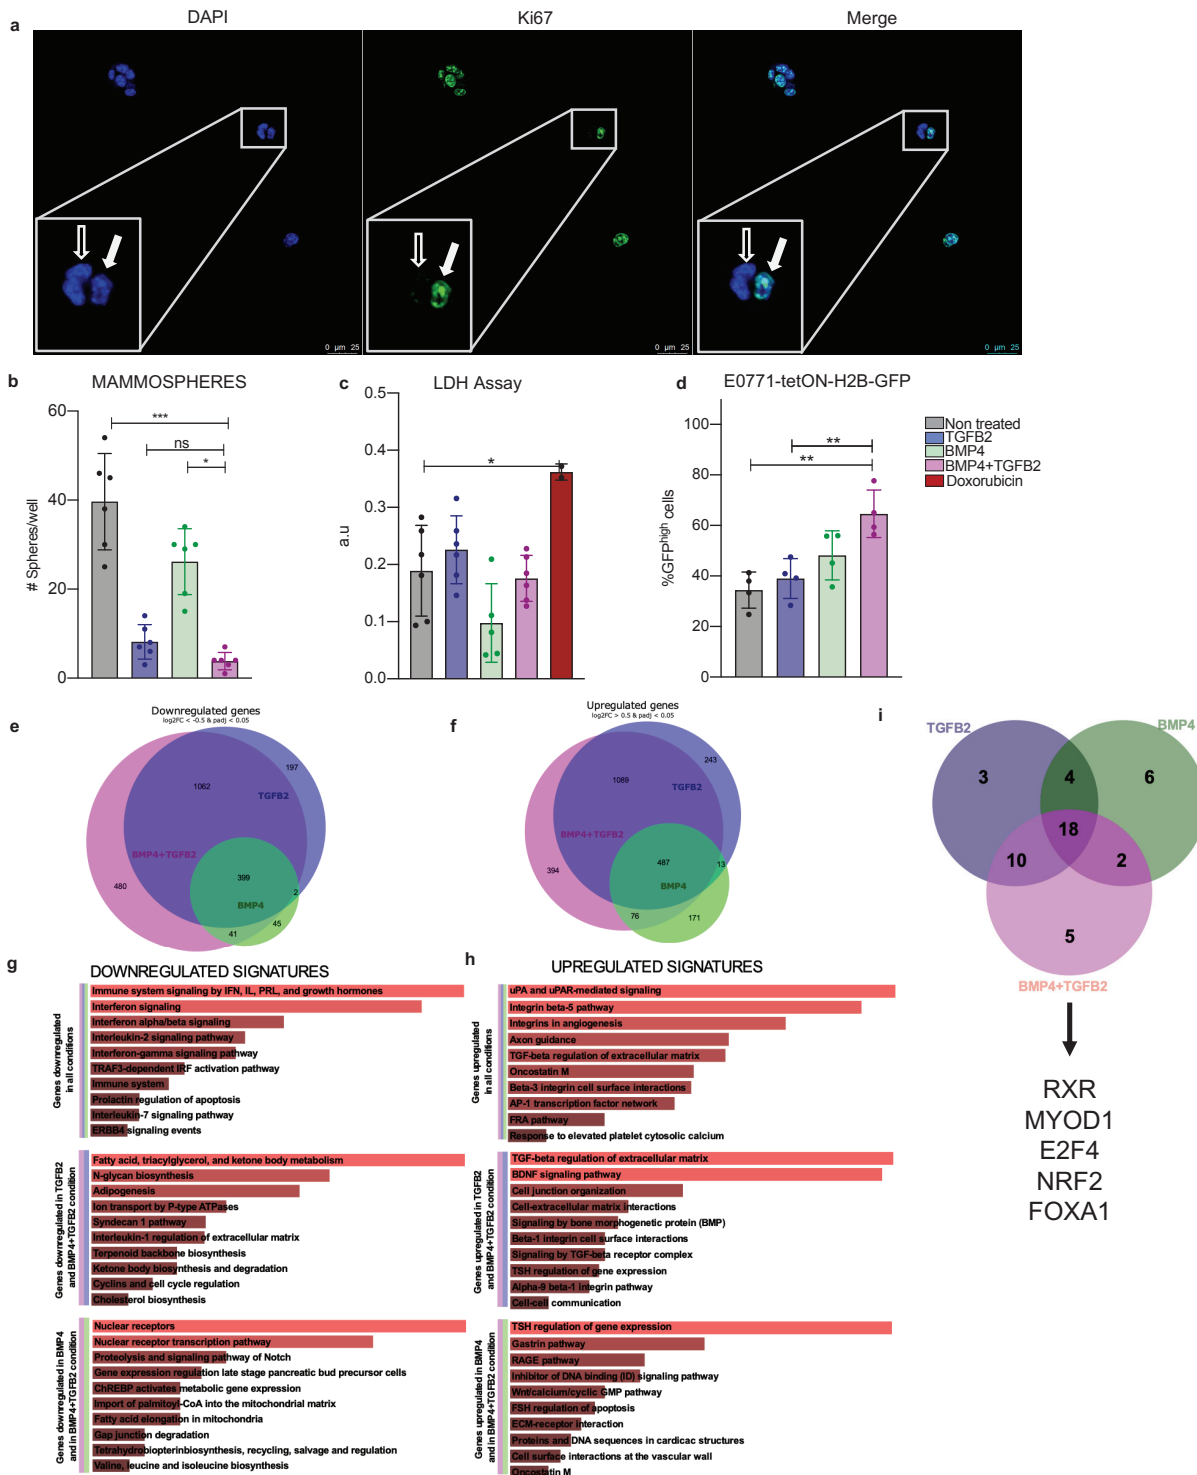 a
DAPI
Ki67
Merge
0 µm 25
0 µm 25
0 µm 25
b
MAMMOSPHERES
# Spheres/well
60
40
20
0
***
ns
*
c
LDH Assay
a.u
0.5
0.4
0.3
0.2
0.1
0.0
*
d
E0771-tetON-H2B-GFP
%GFPhigh cells
100
80
60
40
20
0
**
**
Non treated
TGFB2
BMP4
BMP4+TGFB2
Doxorubicin
e
Downregulated genes
log2FC < -0.5 & padj < 0.05
197
1062
TGFB2
BMP4+TGFB2
480
399
2
BMP4
45
41
f
Upregulated genes
log2FC > 0.5 & padj < 0.05
243
1089
TGFB2
BMP4+TGFB2
394
487
13
BMP4
76
171
i
TGFB2
BMP4
3
4
6
18
10
2
5
BMP4+TGFB2
RXR
MYOD1
E2F4
NRF2
FOXA1
g
DOWNREGULATED SIGNATURES
Genes downregulated
in all conditions
Immune system signaling by IFN, IL, PRL, and growth hormones
Interferon signaling
Interferon alpha/beta signaling
Interleukin-2 signaling pathway
Interferon-gamma signaling pathway
TRAF3-dependent IRF activation pathway
Immune system
Prolactin regulation of apoptosis
Interleukin-7 signaling pathway
ERBB4 signaling events
Genes downregulated in TGFB2
and BMP4+TGFB2 condition
Fatty acid, triacylglycerol, and ketone body metabolism
N-glycan biosynthesis
Adipogenesis
Ion transport by P-type ATPases
Syndecan 1 pathway
Interleukin-1 regulation of extracellular matrix
Terpenoid backbone biosynthesis
Ketone body biosynthesis and degradation
Cyclins and cell cycle regulation
Cholesterol biosynthesis
Genes downregulated in BMP4
and in BMP4+TGFB2 condition
Nuclear receptors
Nuclear receptor transcription pathway
Proteolysis and signaling pathway of Notch
Gene expression regulation late stage pancreatic bud precursor cells
ChREBP activates metabolic gene expression
Import of palmitoyl-CoA into the mitochondrial matrix
Fatty acid elongation in mitochondria
Gap junction degradation
Tetrahydrobiopterinbiosynthesis, recycling, salvage and regulation
Valine, leucine and isoleucine biosynthesis
h
UPREGULATED SIGNATURES
Genes upregulated
in all conditions
uPA and uPAR-mediated signaling
Integrin beta-5 pathway
Integrins in angiogenesis
Axon guidance
TGF-beta regulation of extracellular matrix
Oncostatin M
Beta-3 integrin cell surface interactions
AP-1 transcription factor network
FRA pathway
Response to elevated platelet cytosolic calcium
Genes upregulated in TGFB2
and BMP4+TGFB2 condition
TGF-beta regulation of extracellular matrix
BDNF signaling pathway
Cell junction organization
Cell-extracellular matrix interactions
Signaling by bone morphogenetic protein (BMP)
Beta-1 integrin cell surface interactions
Signaling by TGF-beta receptor complex
TSH regulation of gene expression
Alpha-9 beta-1 integrin pathway
Cell-cell communication
Genes upregulated in BMP4
and in BMP4+TGFB2 condition
TSH regulation of gene expression
Gastrin pathway
RAGE pathway
Inhibitor of DNA binding (ID) signaling pathway
Wnt/calcium/cyclic GMP pathway
FSH regulation of apoptosis
ECM-receptor interaction
Proteins and DNA sequences in cardiac structures
Cell surface interactions at the vascular wall
Oncostatin M